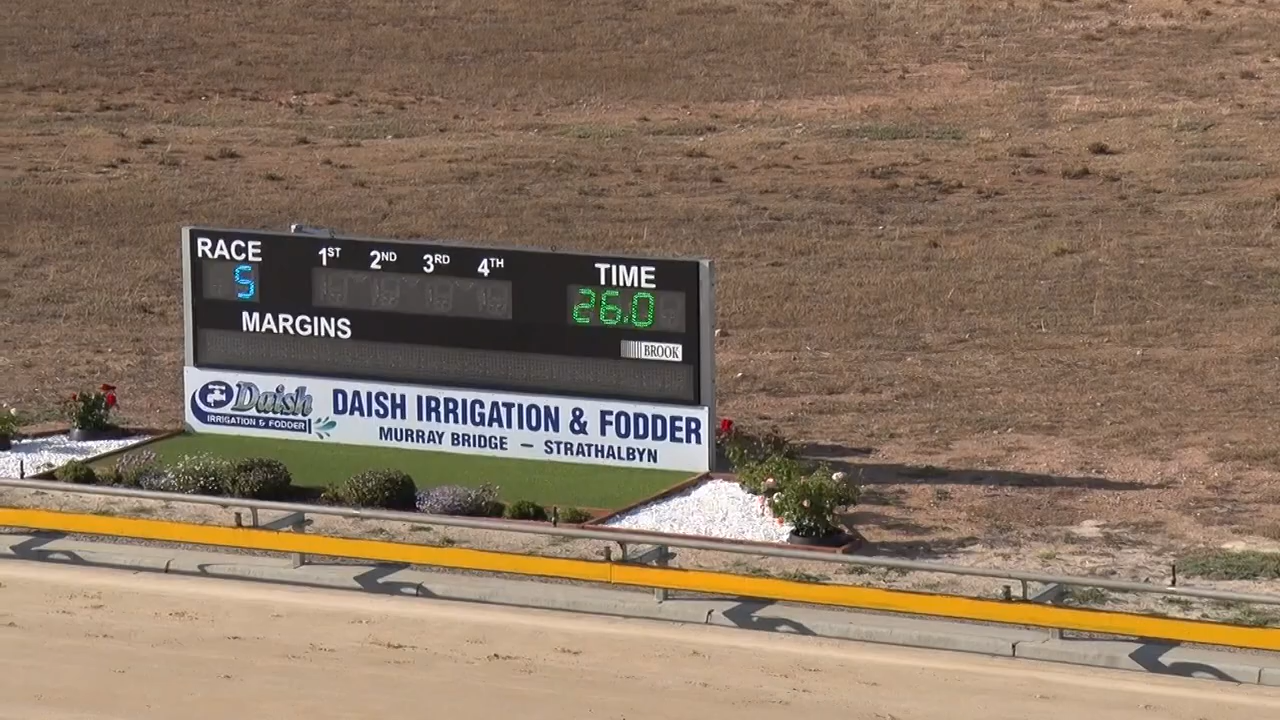 RACE 1ST 2ND 3RD 4TH TIME
5 26.0
MARGINS
BROOK
Daish
IRRIGATION & FODDER
DAISH IRRIGATION & FODDER
MURRAY BRIDGE – STRATHALBYN